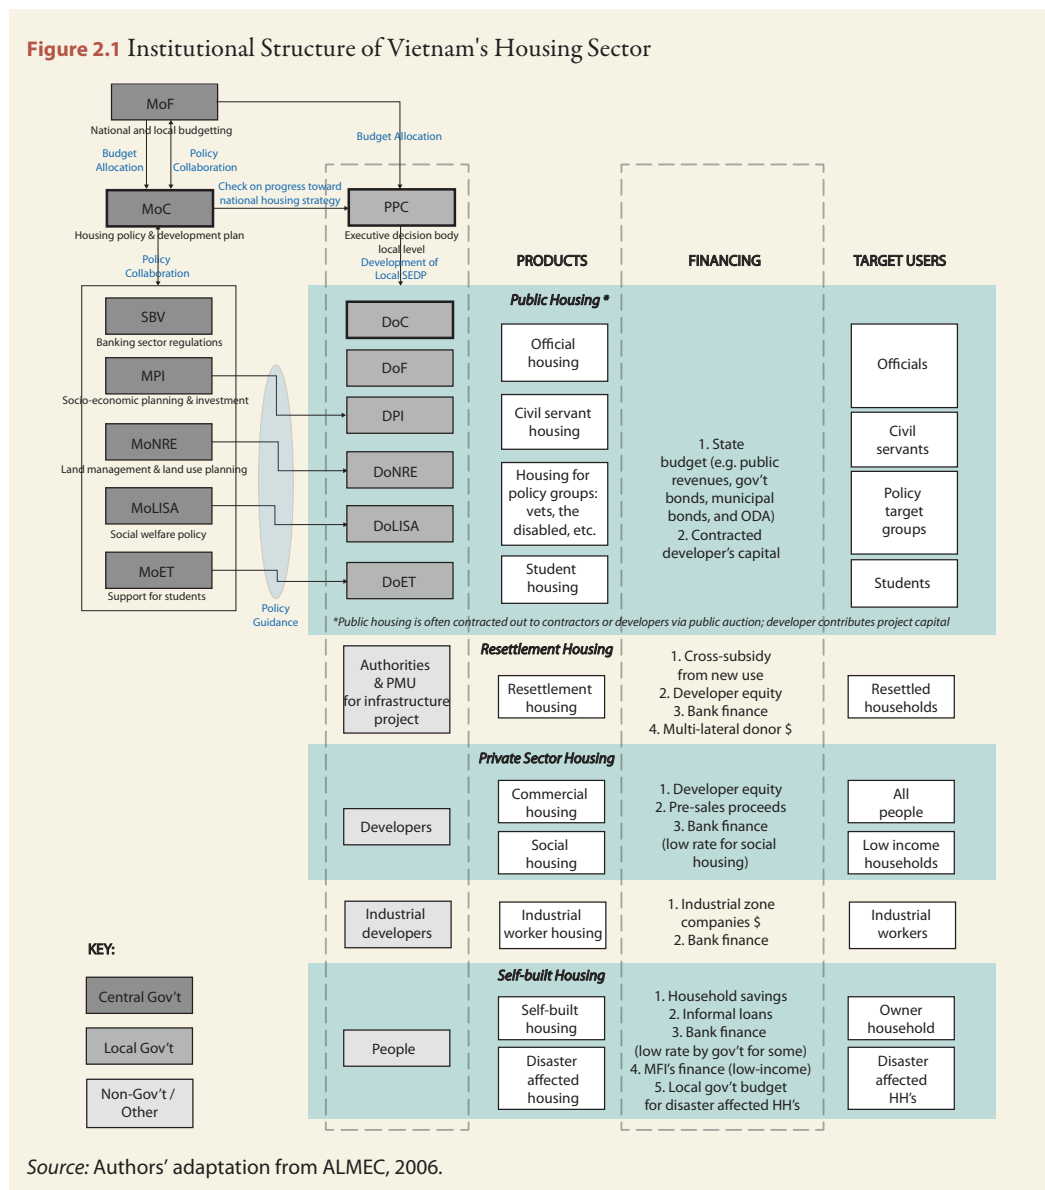 Figure 2.1 Institutional Structure of Vietnam's Housing Sector
MoF
National and local budgetting
Budget
Allocation
Policy
Collaboration
Budget Allocation
MoC
Housing policy & development plan
Check on progress toward
national housing strategy
PPC
Executive decision body
local level
Development of
Local SEDP
Policy
Collaboration
SBV
Banking sector regulations
MPI
Socio-economic planning & investment
MoNRE
Land management & land use planning
MoLISA
Social welfare policy
MoET
Support for students
Policy
Guidance
PRODUCTS
FINANCING
TARGET USERS
Public Housing *
DoC
DoF
DPI
DoNRE
DoLISA
DoET
Official
housing
Civil servant
housing
Housing for
policy groups:
vets, the
disabled, etc.
Student
housing
1. State
budget (e.g. public
revenues, gov't
bonds, municipal
bonds, and ODA)
2. Contracted
developer's capital
Officials
Civil
servants
Policy
target
groups
Students
*Public housing is often contracted out to contractors or developers via public auction; developer contributes project capital
Resettlement Housing
Authorities
& PMU
for infrastructure
project
Resettlement
housing
1. Cross-subsidy
from new use
2. Developer equity
3. Bank finance
4. Multi-lateral donor $
Resettled
households
Private Sector Housing
Developers
Commercial
housing
Social
housing
1. Developer equity
2. Pre-sales proceeds
3. Bank finance
(low rate for social
housing)
All
people
Low income
households
Industrial
developers
Industrial
worker housing
1. Industrial zone
companies $
2. Bank finance
Industrial
workers
Self-built Housing
People
Self-built
housing
Disaster
affected
housing
1. Household savings
2. Informal loans
3. Bank finance
(low rate by gov't for some)
4. MFI's finance (low-income)
5. Local gov't budget
for disaster affected HH's
Owner
household
Disaster
affected
HH's
KEY:
Central Gov't
Local Gov't
Non-Gov't /
Other
Source: Authors' adaptation from ALMEC, 2006.